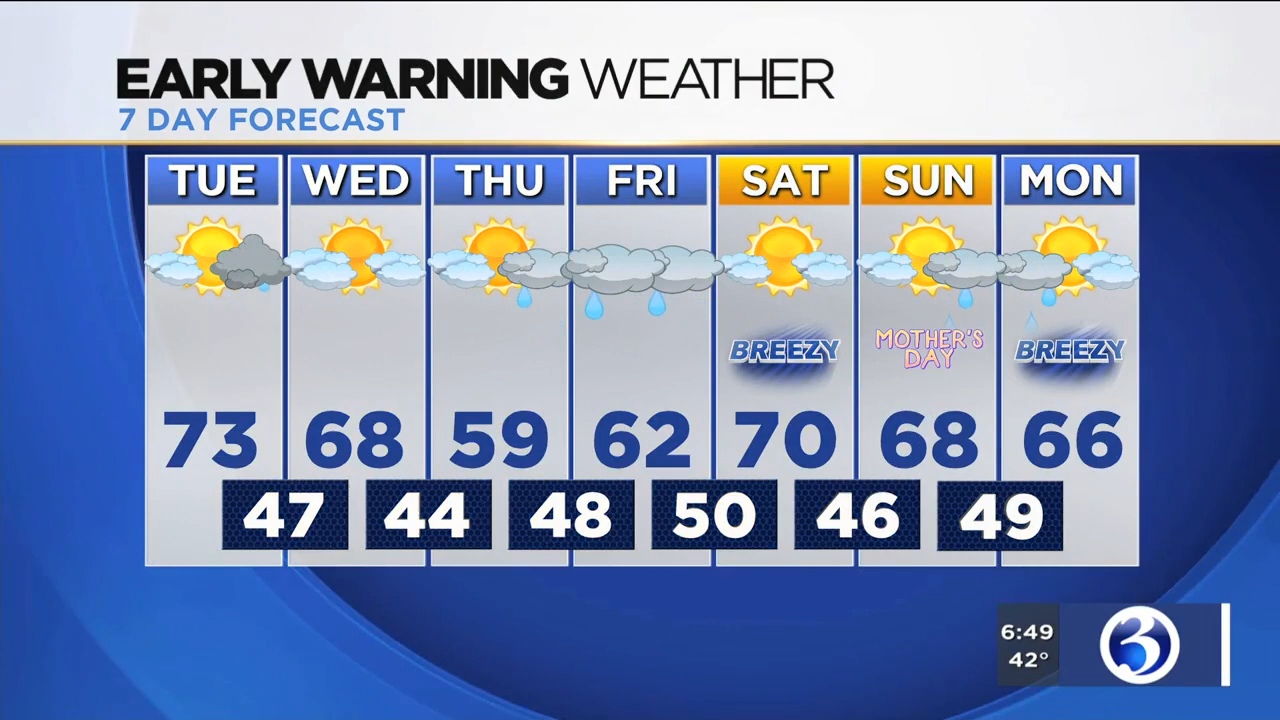 EARLY WARNING WEATHER
7 DAY FORECAST
TUE WED THU FRI SAT SUN MON
BREEZY MOTHER'S DAY BREEZY
73 68 59 62 70 68 66
47 44 48 50 46 49
6:49
42°
3